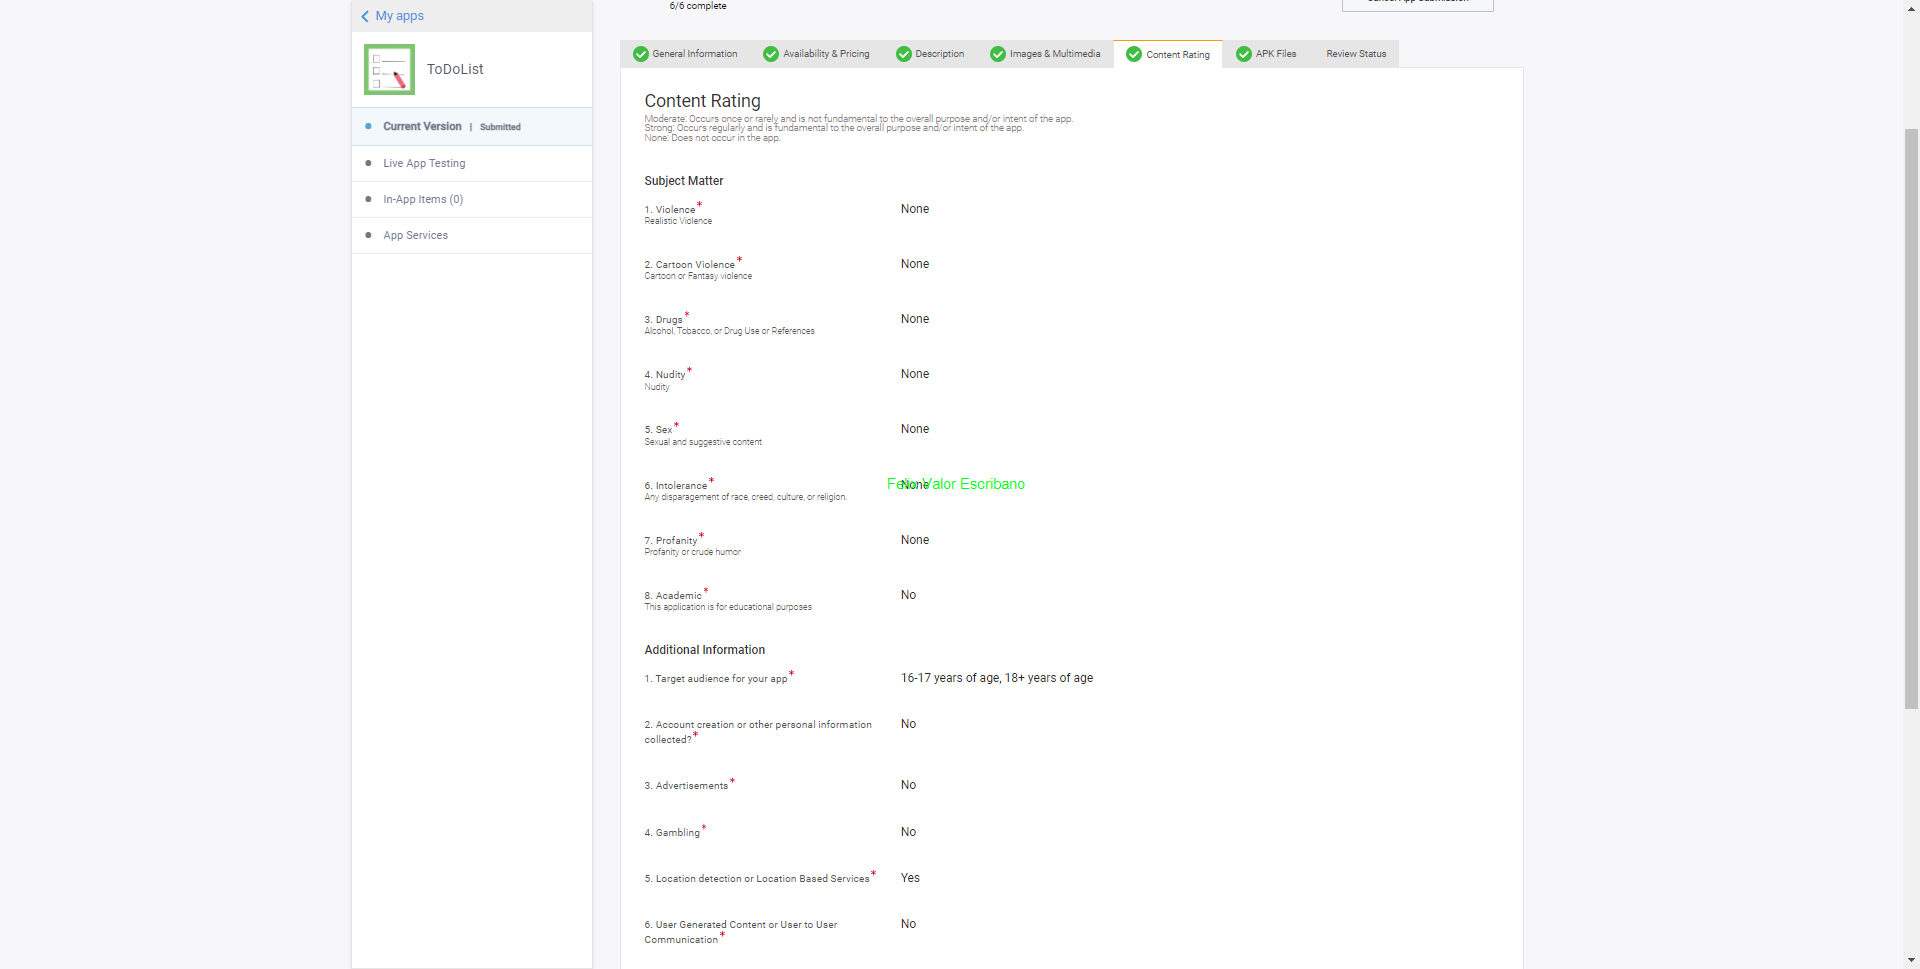 My apps
ToDoList
Current Version | Submitted
Live App Testing
In-App Items (0)
App Services
6/6 complete
General Information
Availability & Pricing
Description
Images & Multimedia
Content Rating
APK Files
Review Status
Content Rating
Moderate: Occurs once or rarely and is not fundamental to the overall purpose and/or intent of the app.
Strong: Occurs regularly and is fundamental to the overall purpose and/or intent of the app.
None: Does not occur in the app.
Subject Matter
1. Violence* None
Realistic Violence
2. Cartoon Violence* None
Cartoon or Fantasy violence
3. Drugs* None
Alcohol, Tobacco, or Drug Use or References
4. Nudity* None
Nudity
5. Sex* None
Sexual and suggestive content
6. Intolerance* None
Felix Valor Escribano
Any disparagement of race, creed, culture, or religion.
7. Profanity* None
Profanity or crude humor
8. Academic* No
This application is for educational purposes
Additional Information
1. Target audience for your app* 16-17 years of age, 18+ years of age
2. Account creation or other personal information No
collected?*
3. Advertisements* No
4. Gambling* No
5. Location detection or Location Based Services* Yes
6. User Generated Content or User to User No
Communication*